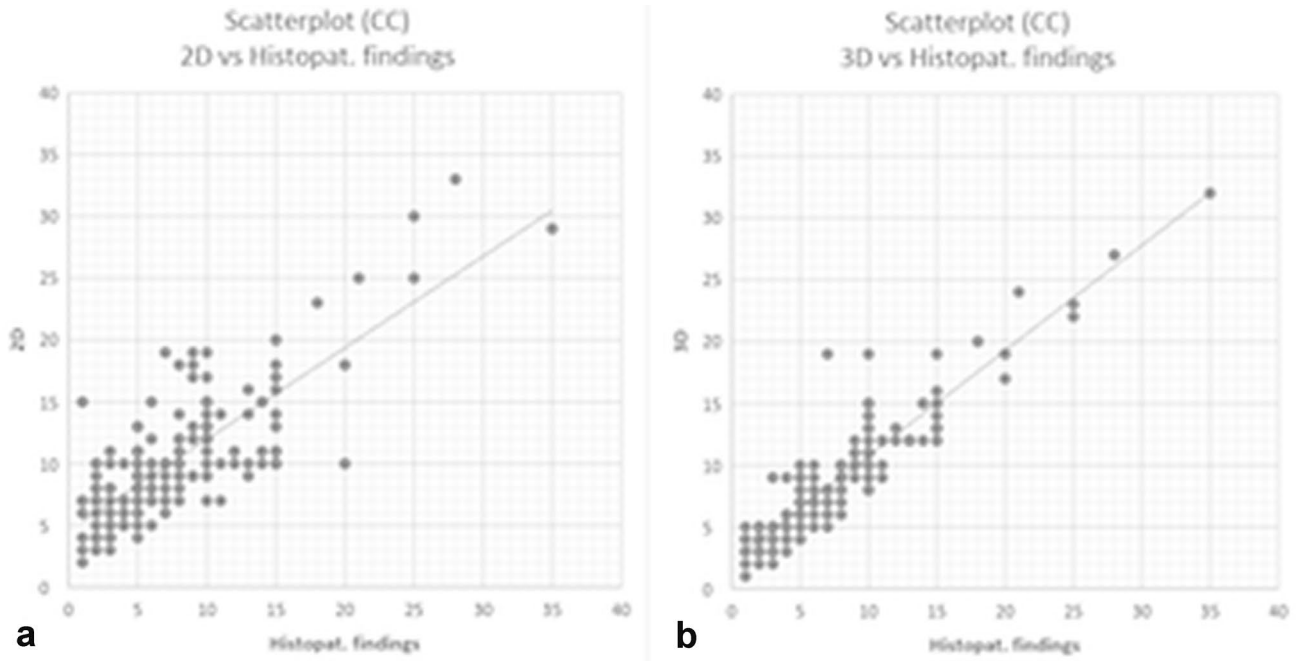 Scatterplot (CC)
2D vs Histopat. findings
40
35
30
25
20
15
10
5
0
2D
0 5 10 15 20 25 30 35 40
Histopat. findings
a
Scatterplot (CC)
3D vs Histopat. findings
40
35
30
25
20
15
10
5
0
3D
0 5 10 15 20 25 30 35 40
Histopat. findings
b